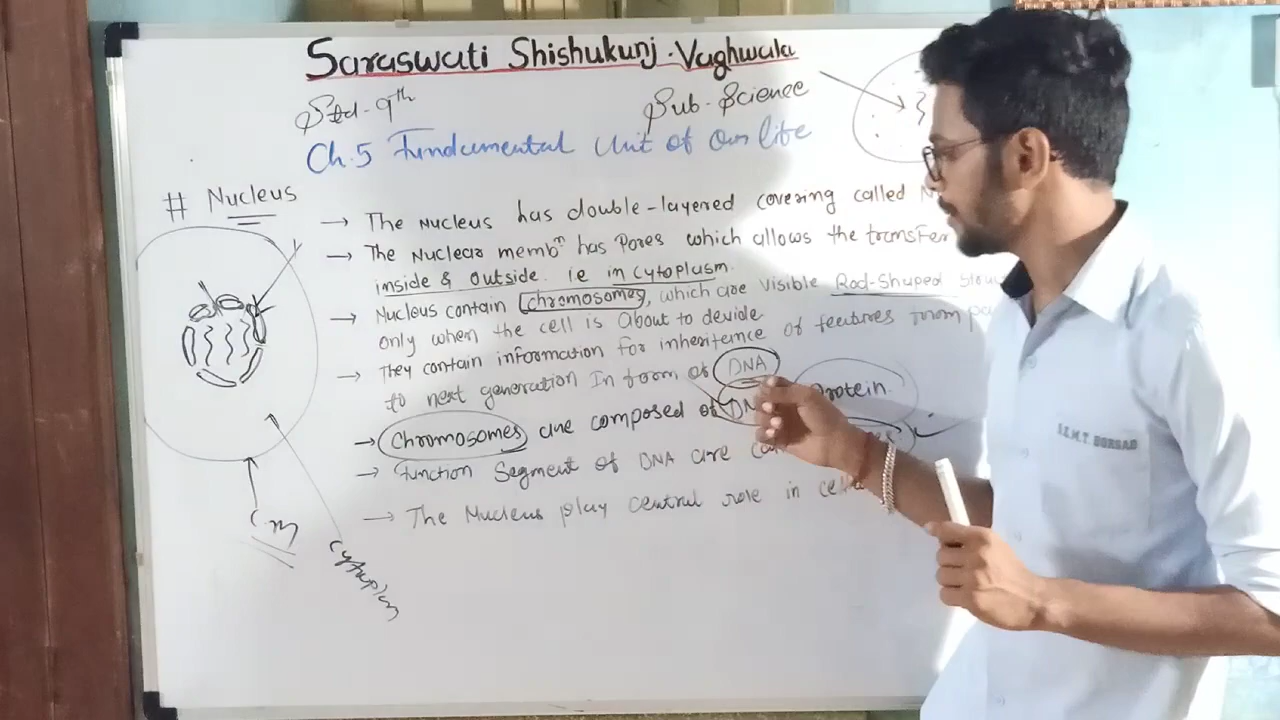 Saraswati Shishukunj - Vaghwala
Std - 9th
Sub - Science
Ch.5 Fundamental Unit of Our life
# Nucleus
→ The Nucleus has double-layered covering called
→ The Nuclear membn has Pores which allows the transfer
inside & outside. ie in cytoplasm.
→ Nucleus contain chromosomes, which are visible Rod-Shaped
only when the cell is about to devide
→ They contain information for inheritence of features from
to next generation In form of DNA
→ Chromosomes are composed of Protein.
→ Function Segment of DNA are
→ The Nucleus play central role in
cm
cytoplasm
I.Z.M.T. BORSAD